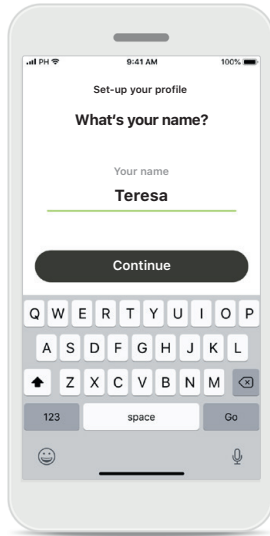 PH 9:41 AM 100%
Set-up your profile
What's your name?
Your name
Teresa
Continue
Q W E R T Y U I O P
A S D F G H J K L
Z X C V B N M
123 space Go